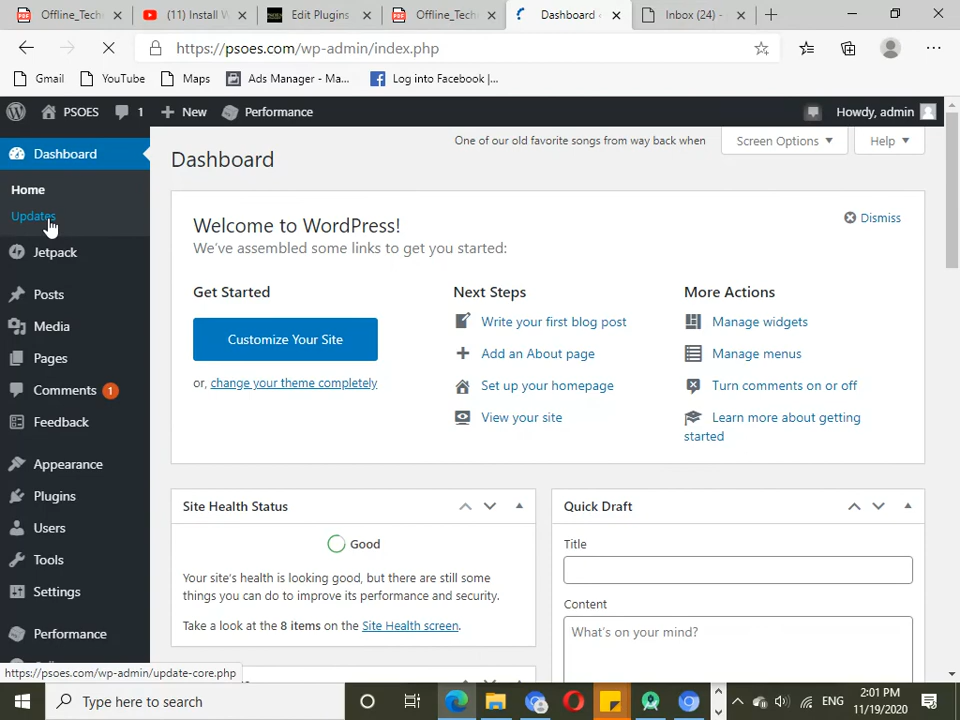 Offline_Tech
(11) Install W
Edit Plugins
Offline_Tech
Dashboard
Inbox (24) -
https://psoes.com/wp-admin/index.php
Gmail
YouTube
Maps
Ads Manager - Ma...
Log into Facebook |...
PSOES
1
New
Performance
Howdy, admin
Dashboard
Home
Updates
Jetpack
Posts
Media
Pages
Comments 1
Feedback
Appearance
Plugins
Users
Tools
Settings
Performance
One of our old favorite songs from way back when
Screen Options
Help
Dashboard
Welcome to WordPress!
Dismiss
We've assembled some links to get you started:
Get Started
Customize Your Site
or, change your theme completely
Next Steps
Write your first blog post
Add an About page
Set up your homepage
View your site
More Actions
Manage widgets
Manage menus
Turn comments on or off
Learn more about getting
started
Site Health Status
Good
Your site's health is looking good, but there are still some
things you can do to improve its performance and security.
Take a look at the 8 items on the Site Health screen.
Quick Draft
Title
Content
What's on your mind?
https://psoes.com/wp-admin/update-core.php
Type here to search
ENG
2:01 PM
11/19/2020